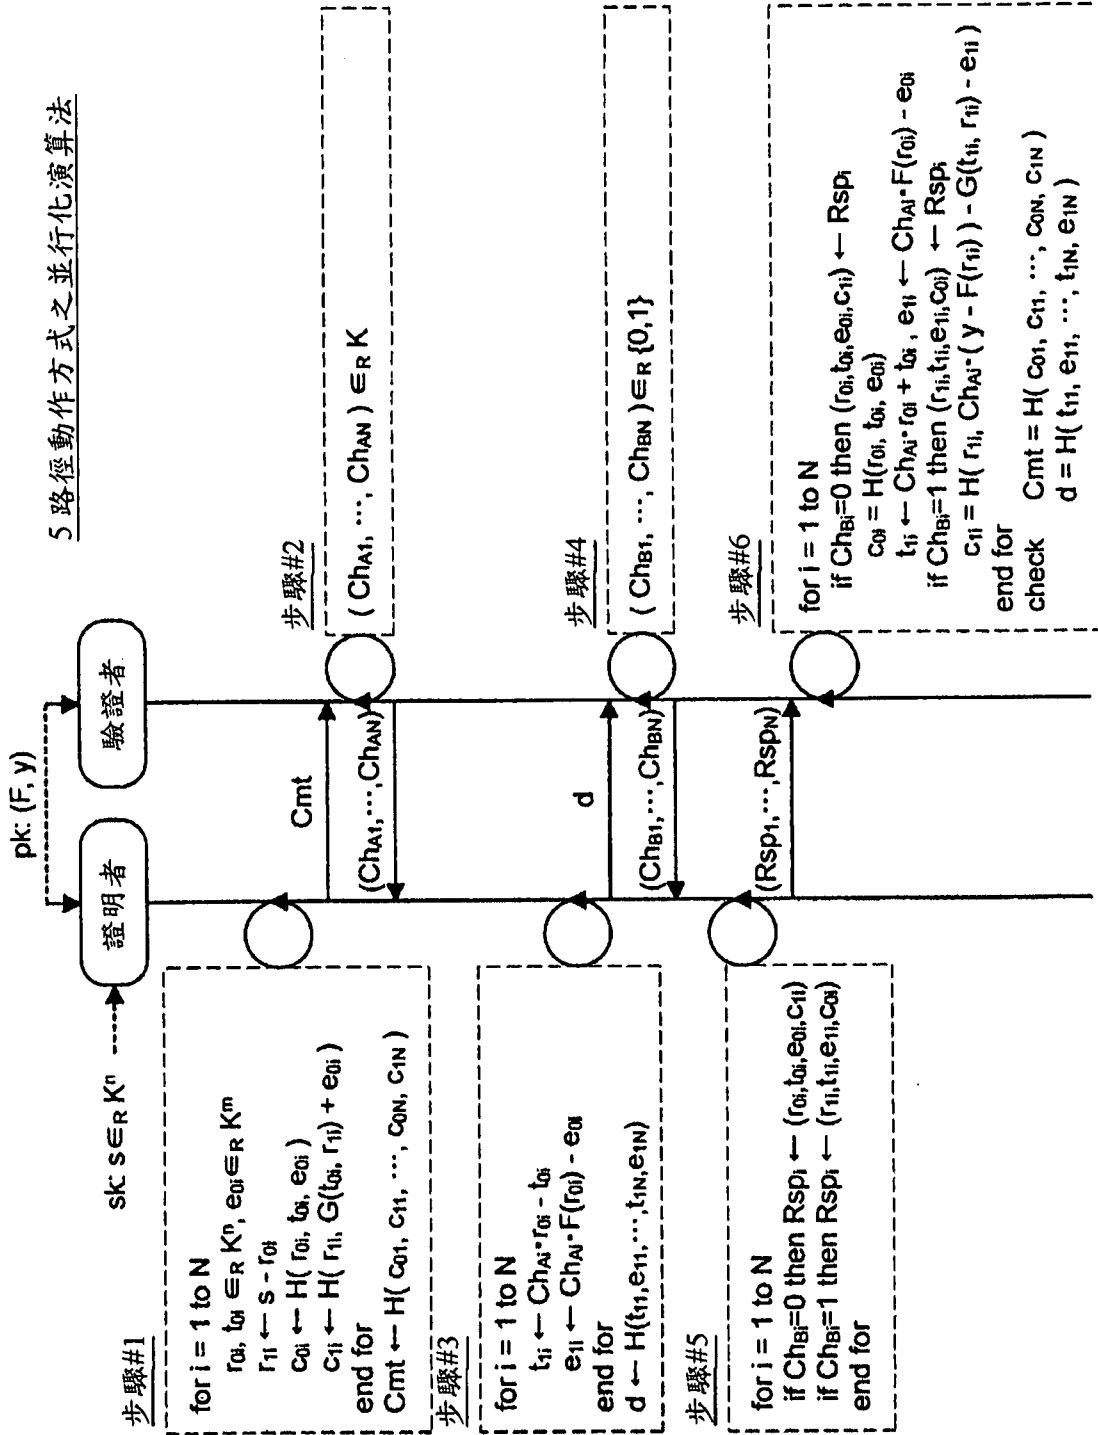 5 路徑動作方式之並行化演算法
pk: (F, y)
sk: s ∈R Kⁿ
證明者
驗證者
步驟#1
for i = 1 to N
r0i, t0i ∈R Kⁿ, e0i ∈R Kᵐ
r1i ← s - r0i
c0i ← H( r0i, t0i, e0i )
c1i ← H( r1i, G(t0i, r1i) + e0i )
end for
Cmt ← H( c01, c11, ⋯, c0N, c1N )
Cmt
步驟#2
( ChA1, ⋯, ChAN ) ∈R K
(ChA1,⋯,ChAN)
步驟#3
for i = 1 to N
t1i ← ChAi・r0i - t0i
e1i ← ChAi・F(r0i) - e0i
end for
d ← H(t11,e11,⋯,t1N,e1N)
d
步驟#4
( ChB1, ⋯, ChBN ) ∈R {0,1}
(ChB1,⋯,ChBN)
步驟#5
for i = 1 to N
if ChBi=0 then Rspi ← (r0i,t0i,e0i,c1i)
if ChBi=1 then Rspi ← (r1i,t1i,e1i,c0i)
end for
(Rsp1,⋯,RspN)
步驟#6
for i = 1 to N
if ChBi=0 then (r0i,t0i,e0i,c1i) ← Rspi
c0i = H(r0i, t0i, e0i)
t1i ← ChAi・r0i + t0i , e1i ← ChAi・F(r0i) - e0i
if ChBi=1 then (r1i,t1i,e1i,c0i) ← Rspi
c1i = H( r1i, ChAi・( y - F(r1i) ) - G(t1i, r1i) - e1i
end for
check Cmt = H( c01, c11, ⋯, c0N, c1N )
d = H( t11, e11, ⋯, t1N, e1N )